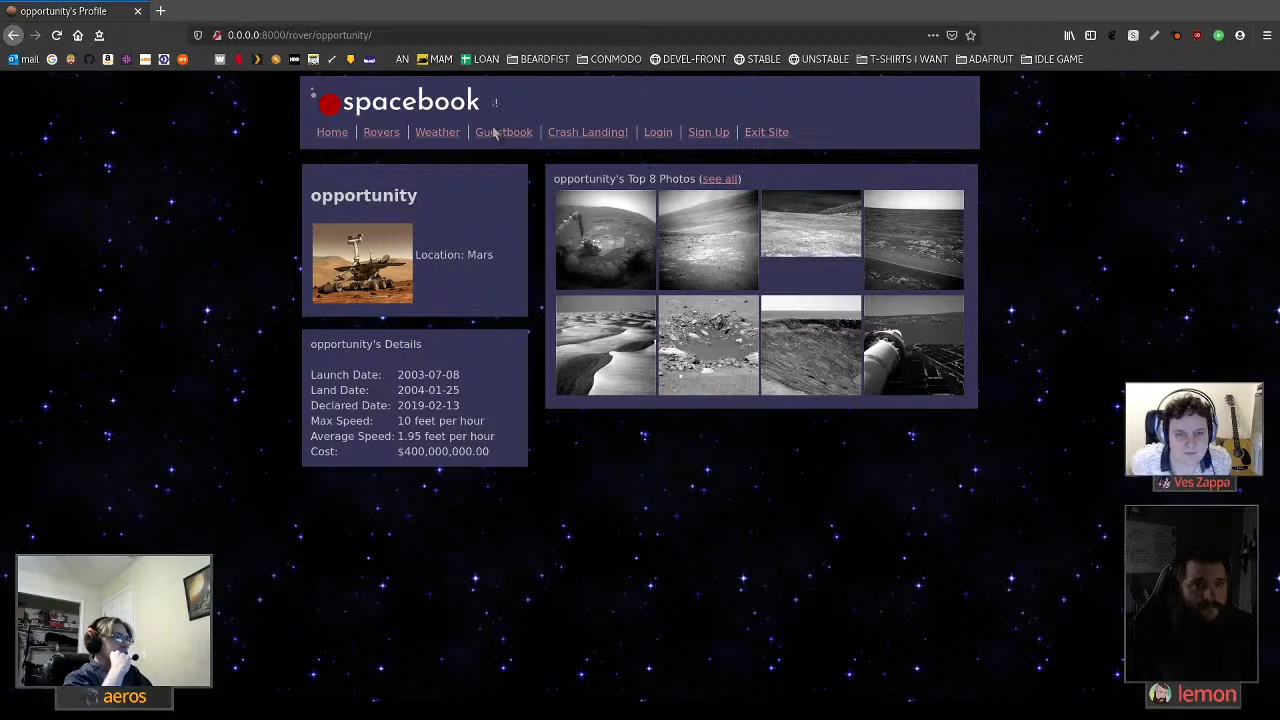 opportunity's Profile
0.0.0.0:8000/rover/opportunity/
mail
AN
MAM
LOAN
BEARDFIST
CONMODO
DEVEL-FRONT
STABLE
UNSTABLE
T-SHIRTS I WANT
ADAFRUIT
IDLE GAME
spacebook
s!
Home
Rovers
Weather
Guestbook
Crash Landing!
Login
Sign Up
Exit Site
opportunity
Location: Mars
opportunity's Details
Launch Date: 2003-07-08
Land Date: 2004-01-25
Declared Date: 2019-02-13
Max Speed: 10 feet per hour
Average Speed: 1.95 feet per hour
Cost: $400,000,000.00
opportunity's Top 8 Photos (see all)
Ves Zappa
aeros
lemon